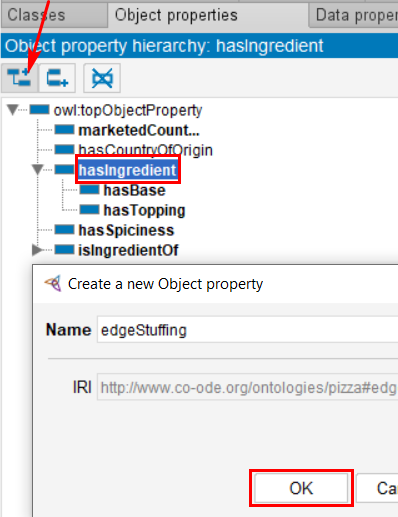 Classes Object properties Data proper
Object property hierarchy: hasIngredient
owl:topObjectProperty
marketedCount...
hasCountryOfOrigin
hasIngredient
hasBase
hasTopping
hasSpiciness
isIngredientOf
Create a new Object property
Name edgeStuffing
IRI http://www.co-ode.org/ontologies/pizza#edg
OK Ca